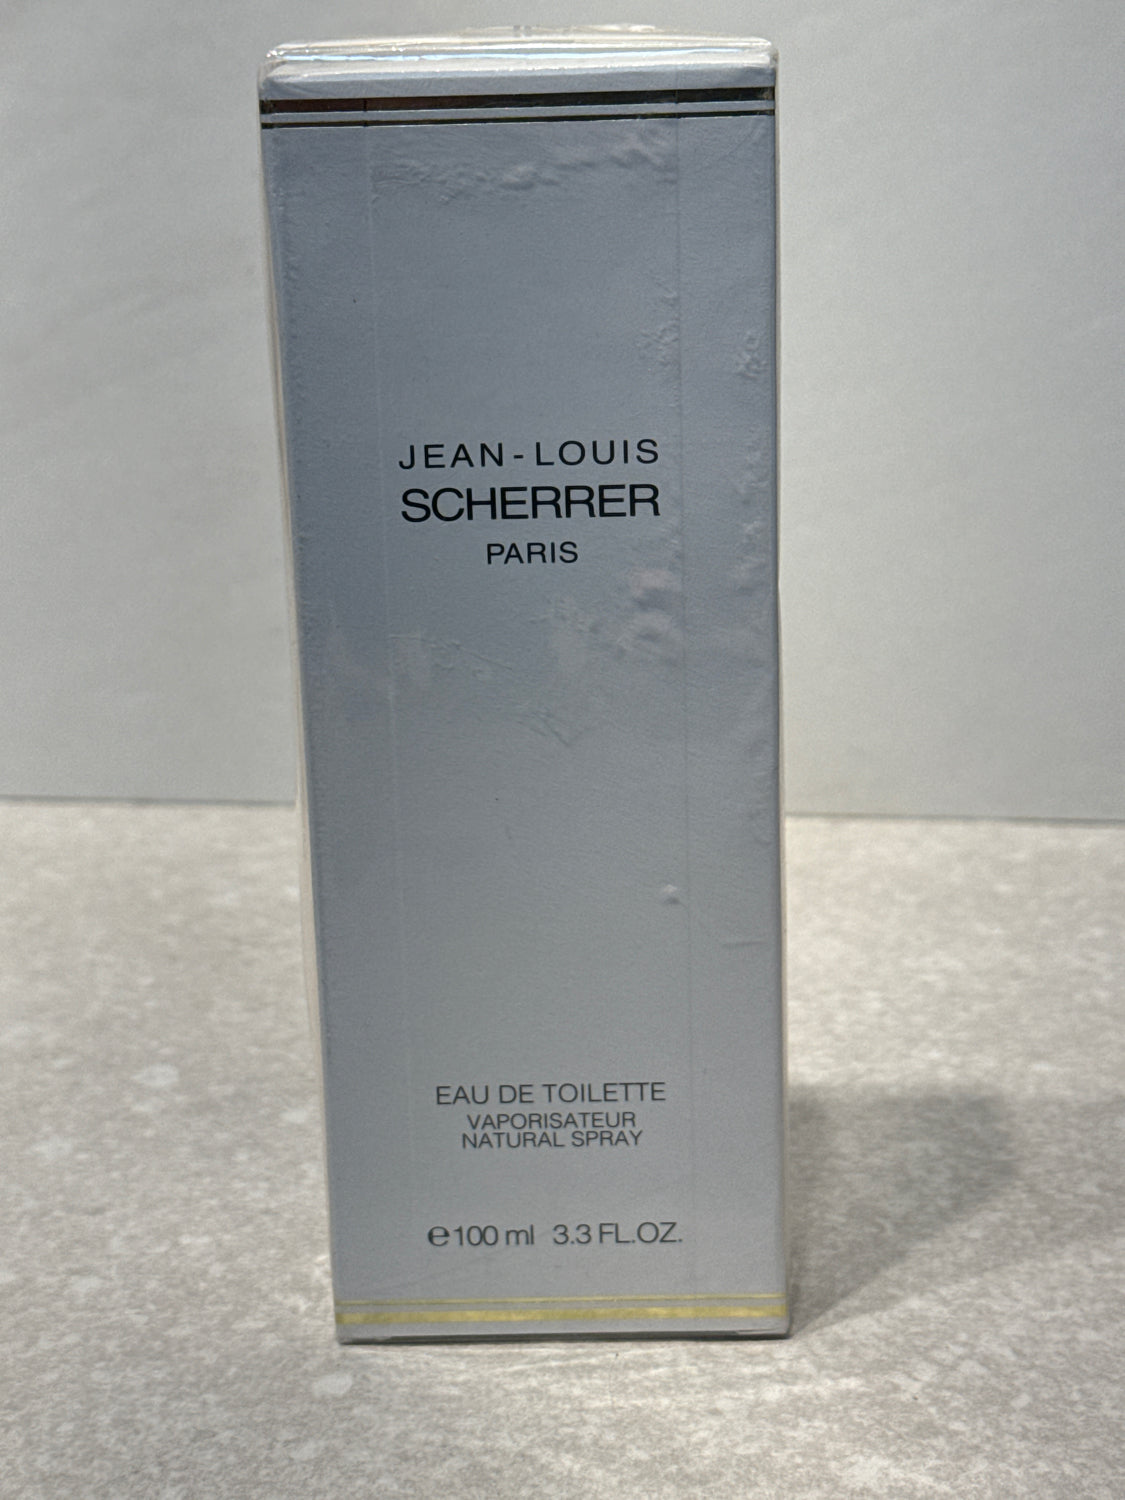 JEAN-LOUIS
SCHERRER
PARIS
EAU DE TOILETTE
VAPORISATEUR
NATURAL SPRAY
℮100 ml 3.3 FL.OZ.